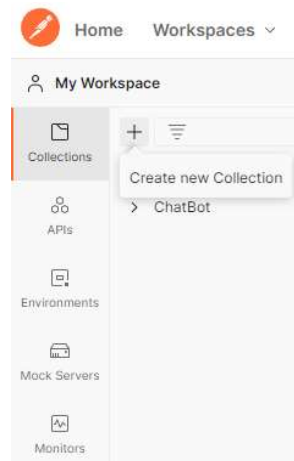 Home Workspaces
My Workspace
Collections
Create new Collection
ChatBot
APIs
Environments
Mock Servers
Monitors